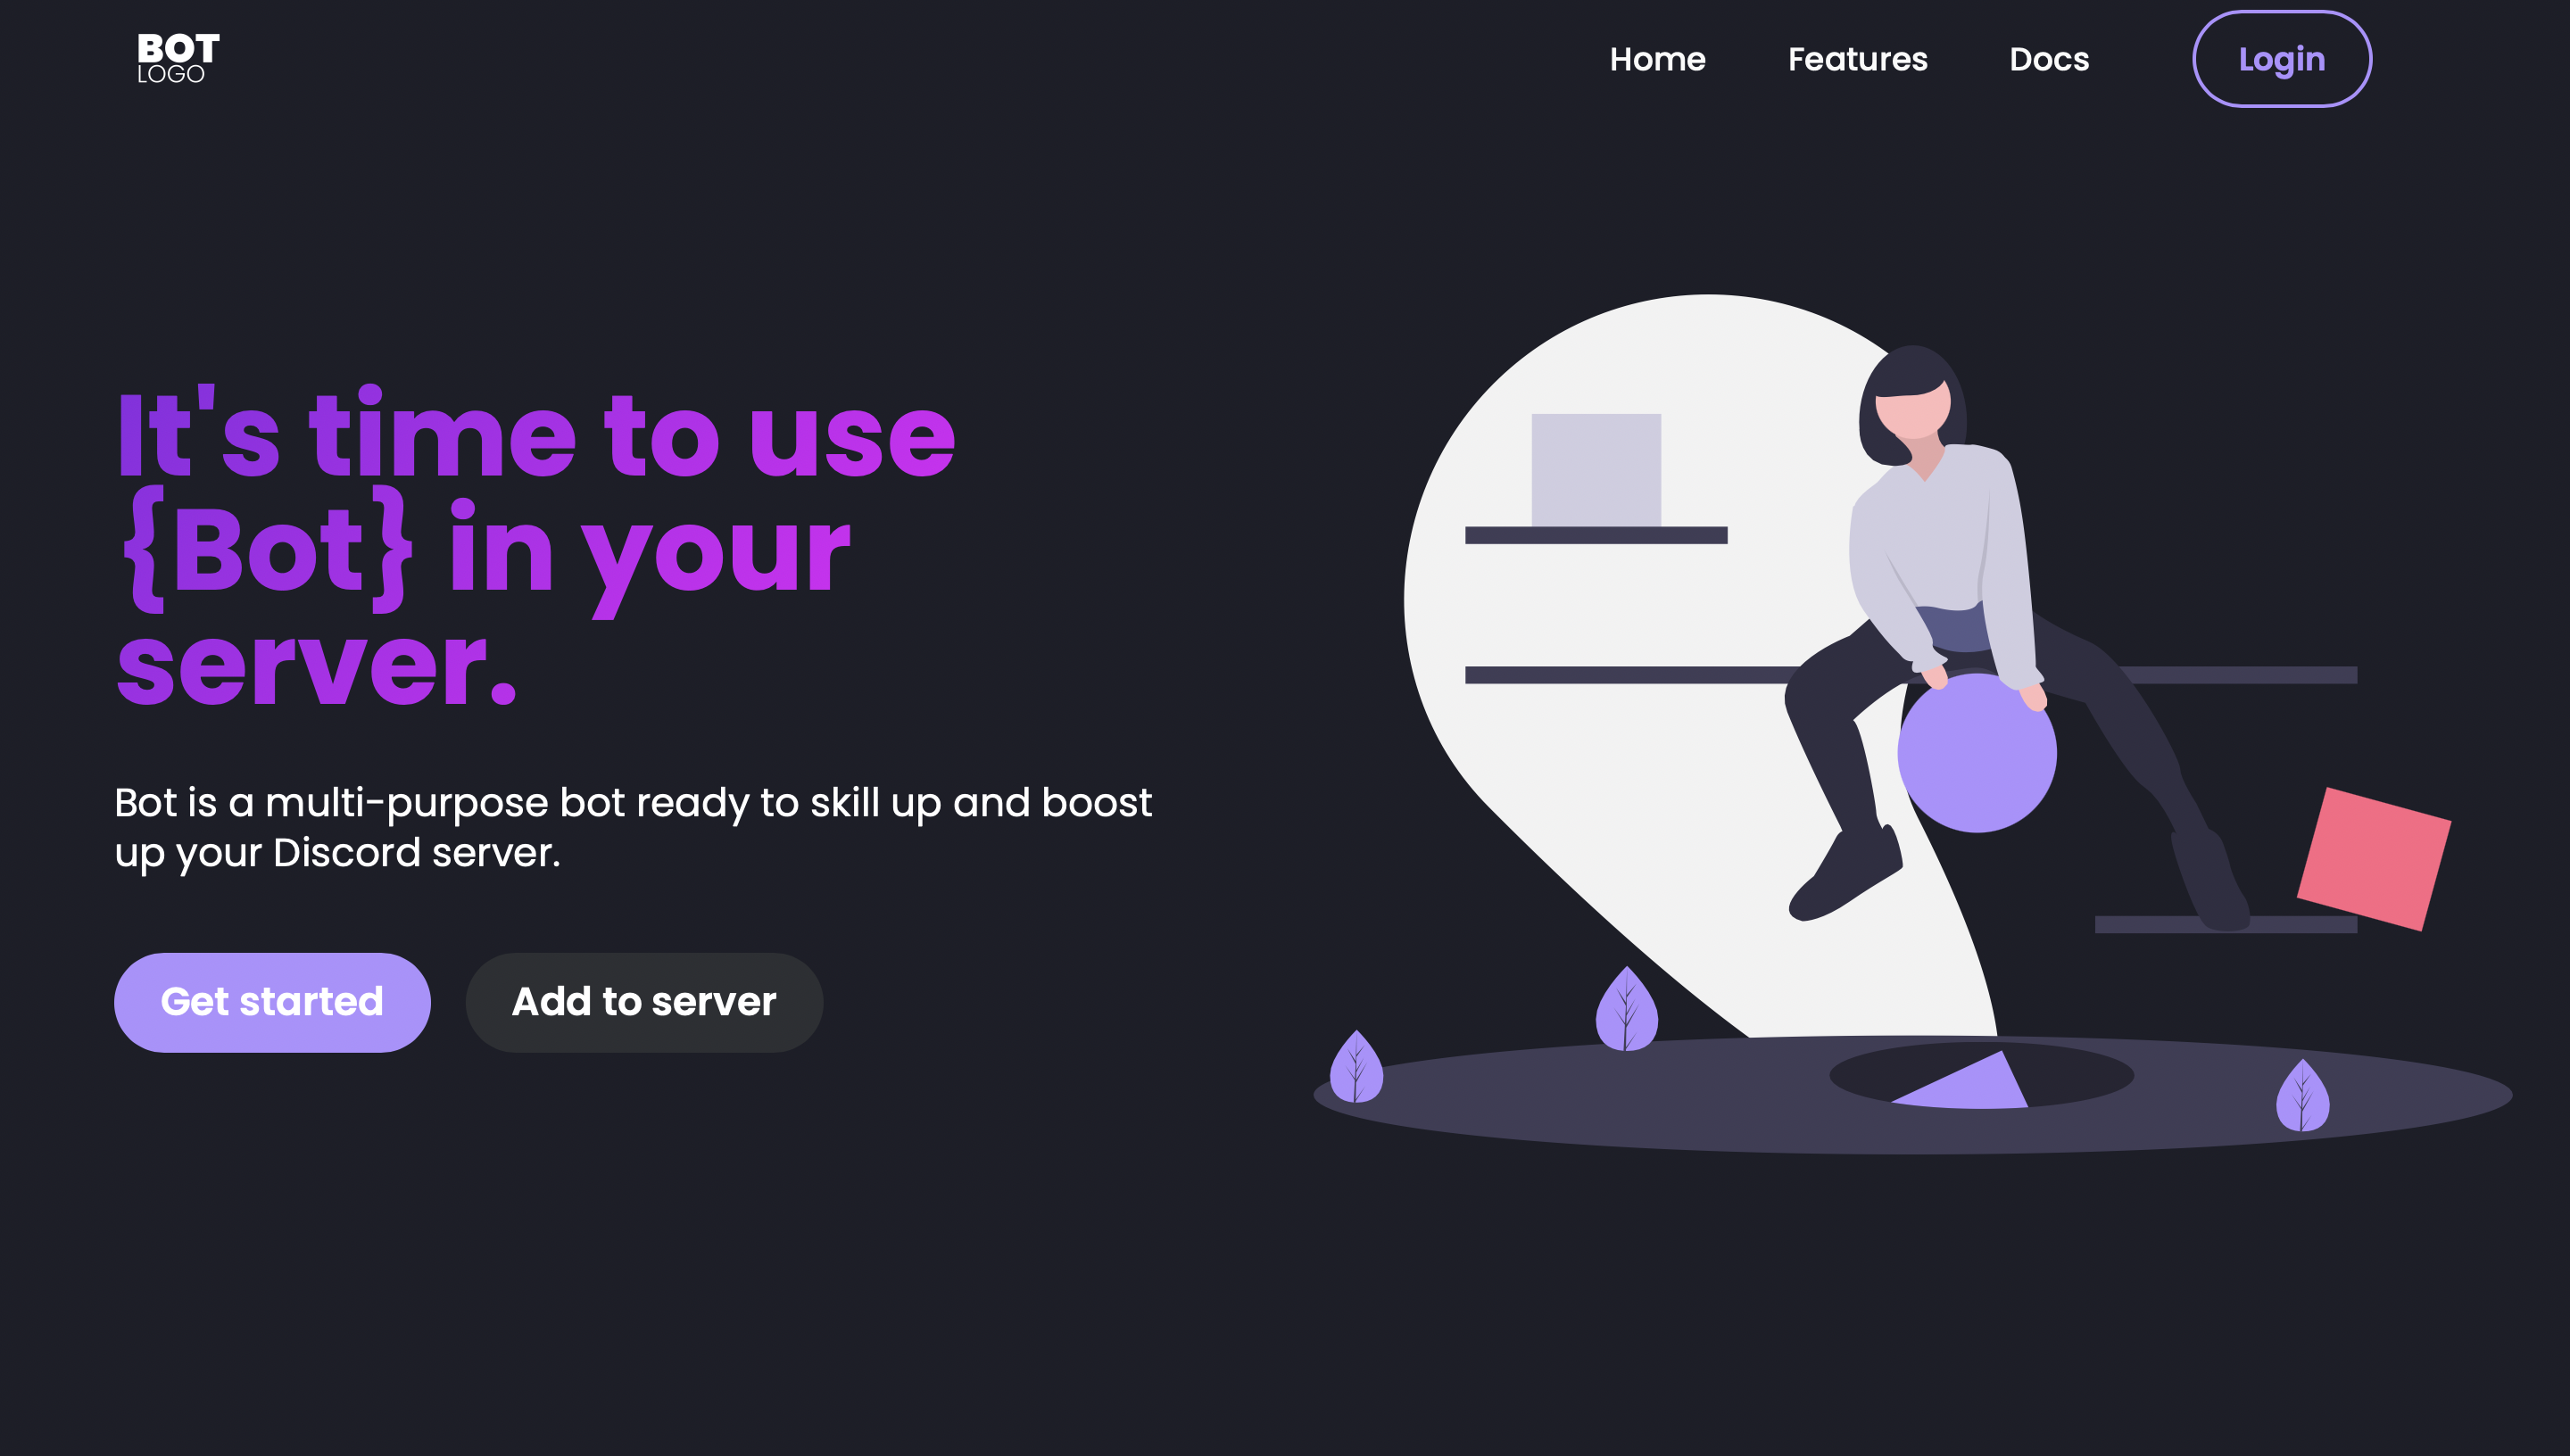 BOT
LOGO
Home
Features
Docs
Login
It's time to use
{Bot} in your
server.
Bot is a multi-purpose bot ready to skill up and boost
up your Discord server.
Get started
Add to server